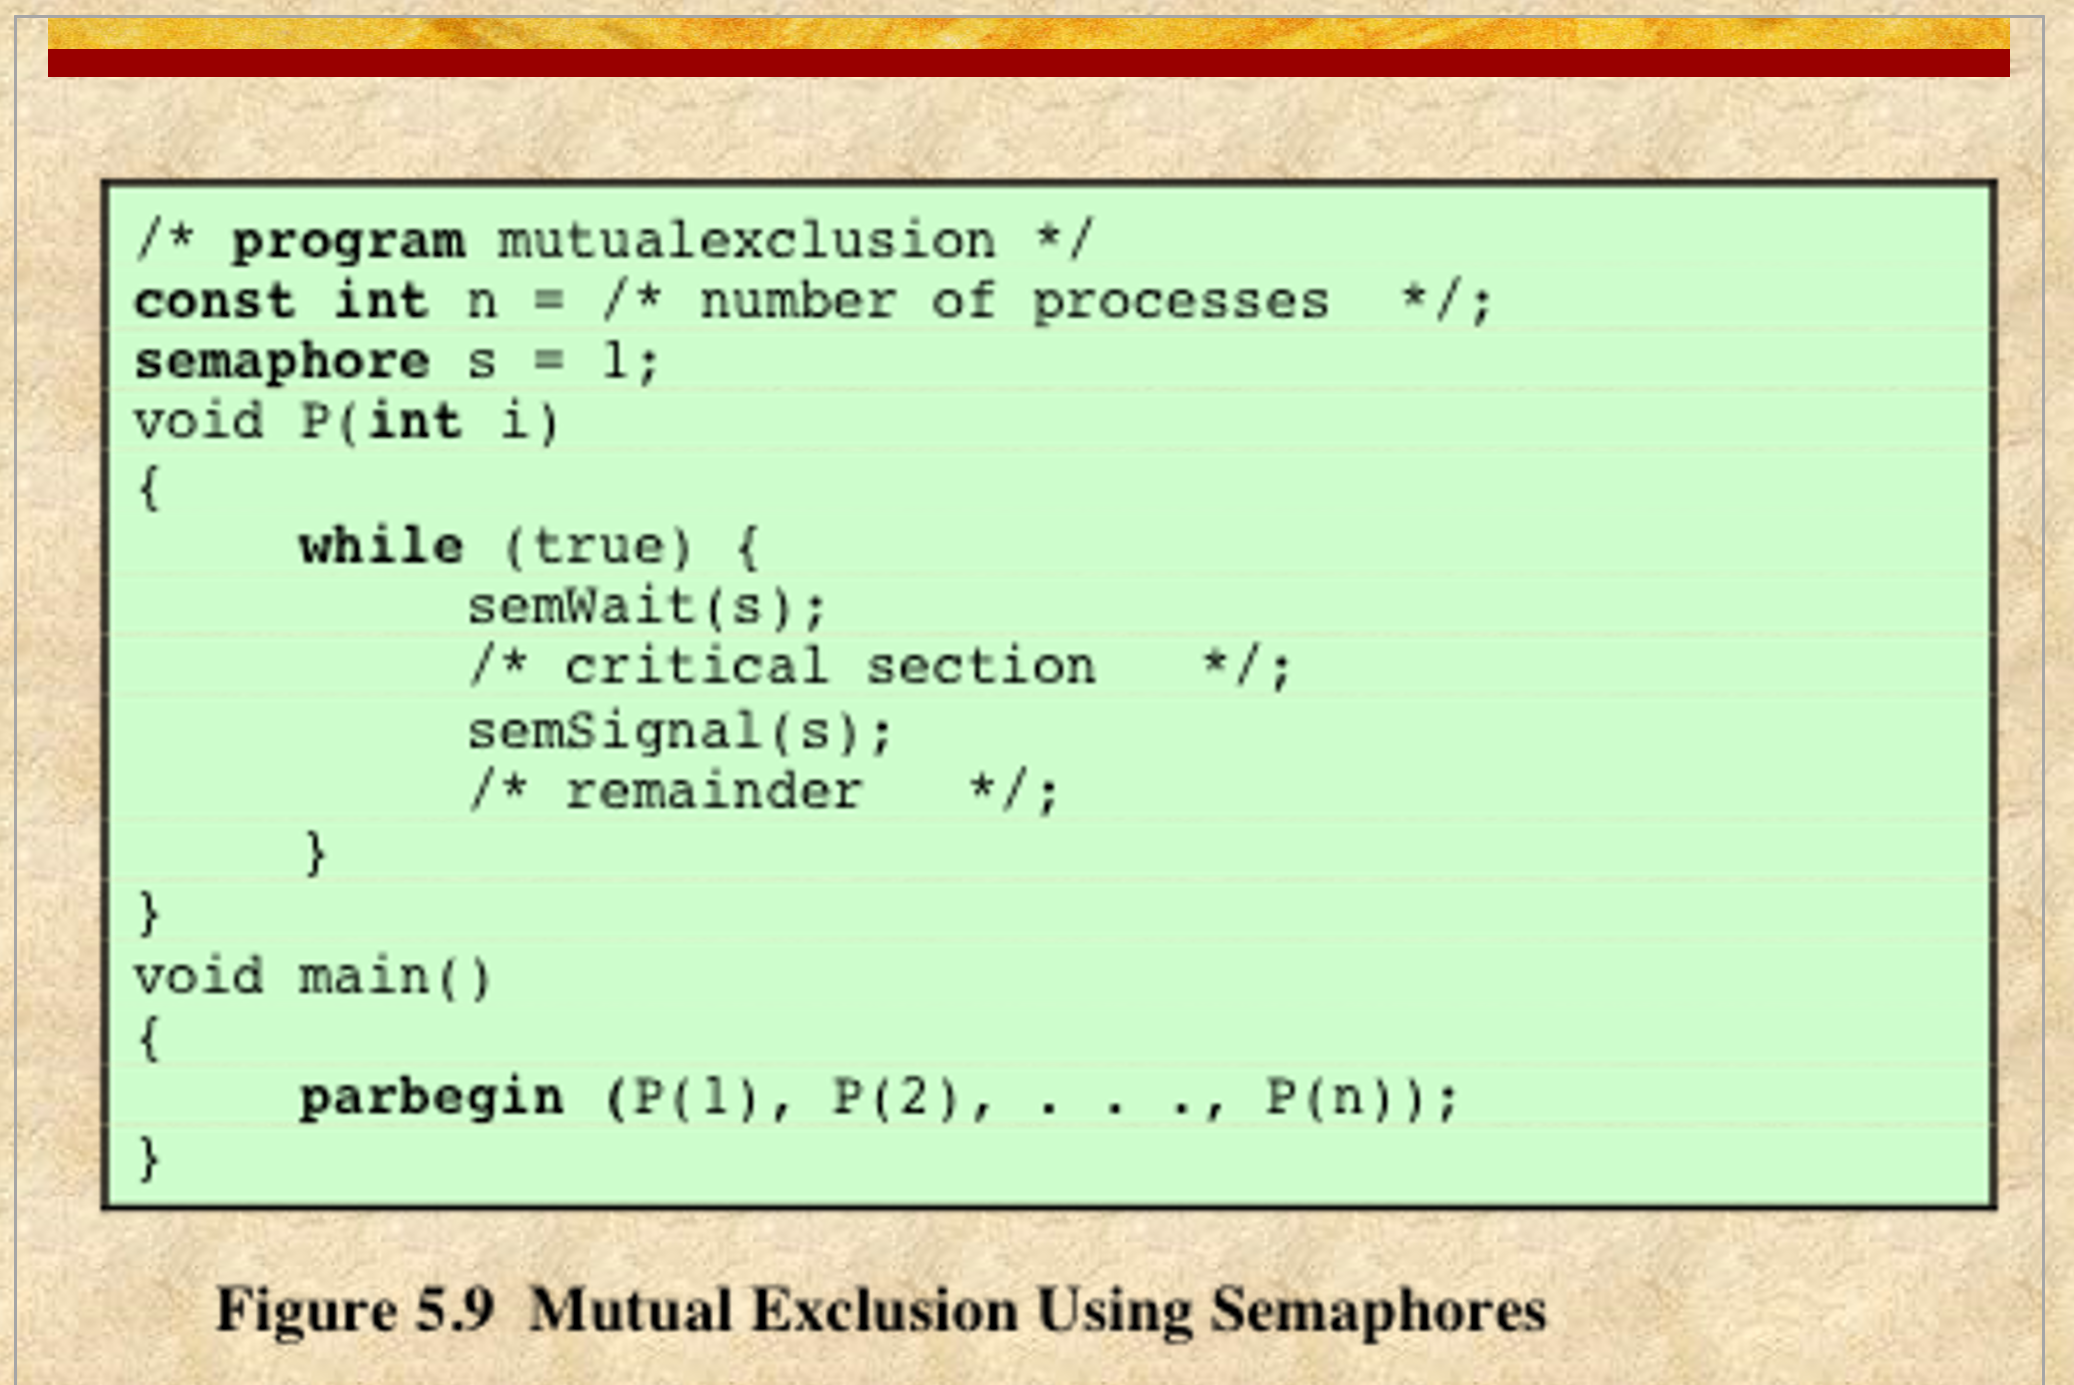 /* program mutualexclusion */
const int n = /* number of processes */;
semaphore s = 1;
void P(int i)
{
     while (true) {
          semWait(s);
          /* critical section   */;
          semSignal(s);
          /* remainder   */;
     }
}
void main()
{
     parbegin (P(1), P(2), . . ., P(n));
}
Figure 5.9 Mutual Exclusion Using Semaphores